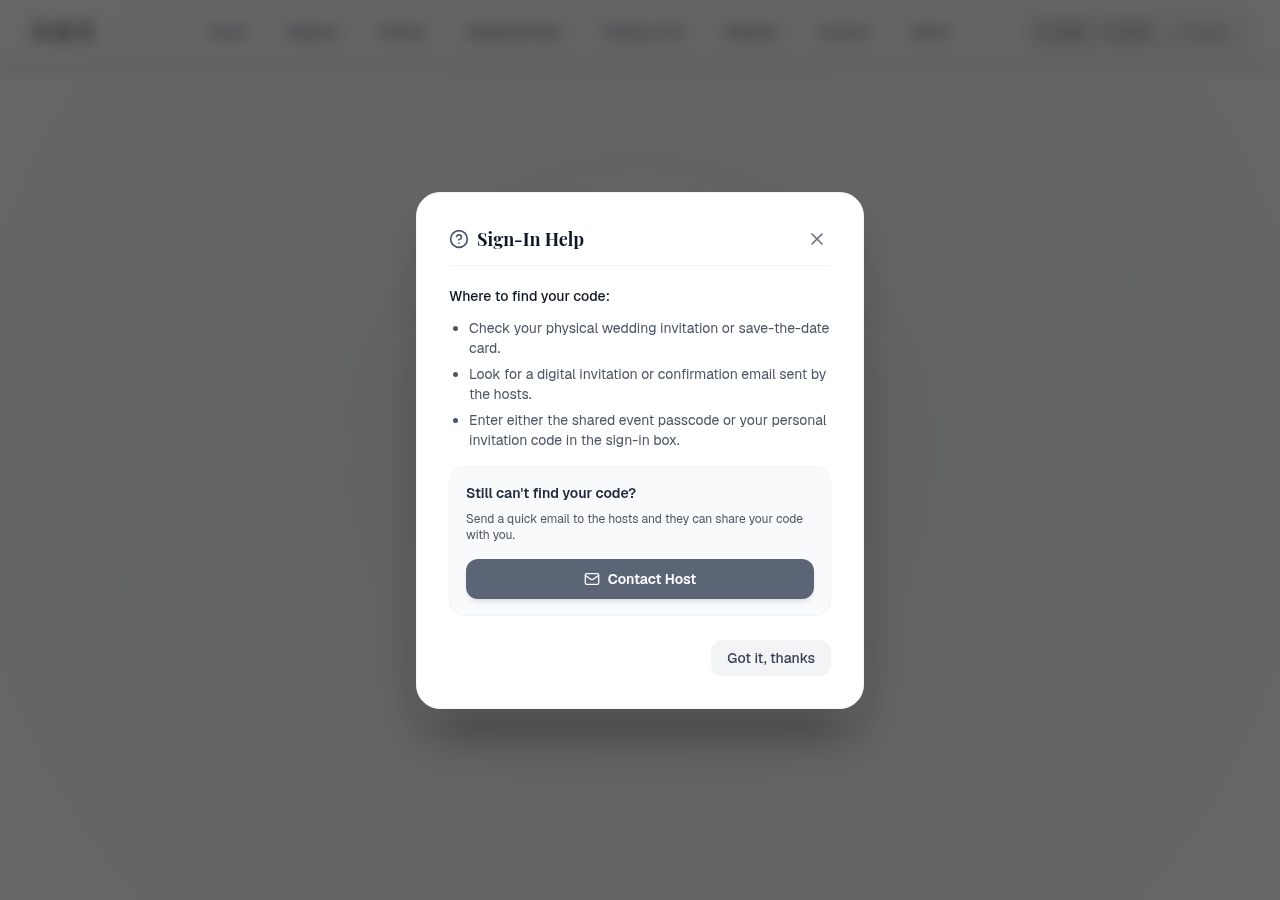 Sign-In Help
Where to find your code:
Check your physical wedding invitation or save-the-date
card.
Look for a digital invitation or confirmation email sent by
the hosts.
Enter either the shared event passcode or your personal
invitation code in the sign-in box.
Still can't find your code?
Send a quick email to the hosts and they can share your code
with you.
Contact Host
Got it, thanks